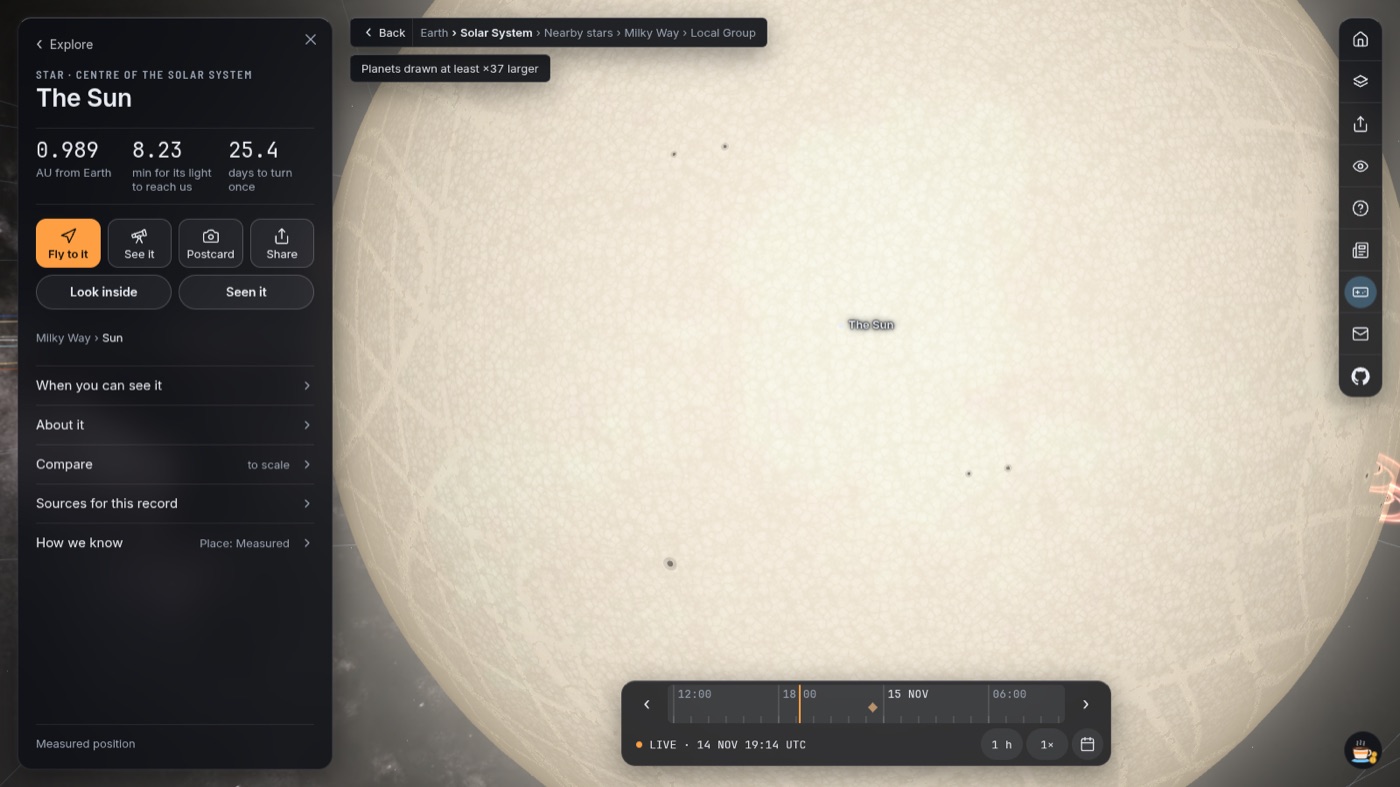 Explore
STAR · CENTRE OF THE SOLAR SYSTEM
The Sun
0.989
AU from Earth
8.23
min for its light
to reach us
25.4
days to turn
once
Fly to it
See it
Postcard
Share
Look inside
Seen it
Milky Way › Sun
When you can see it
About it
Compare to scale
Sources for this record
How we know Place: Measured
Measured position
Back Earth › Solar System › Nearby stars › Milky Way › Local Group
Planets drawn at least ×37 larger
The Sun
12:00 18:00 15 NOV 06:00
LIVE · 14 NOV 19:14 UTC 1 h 1×